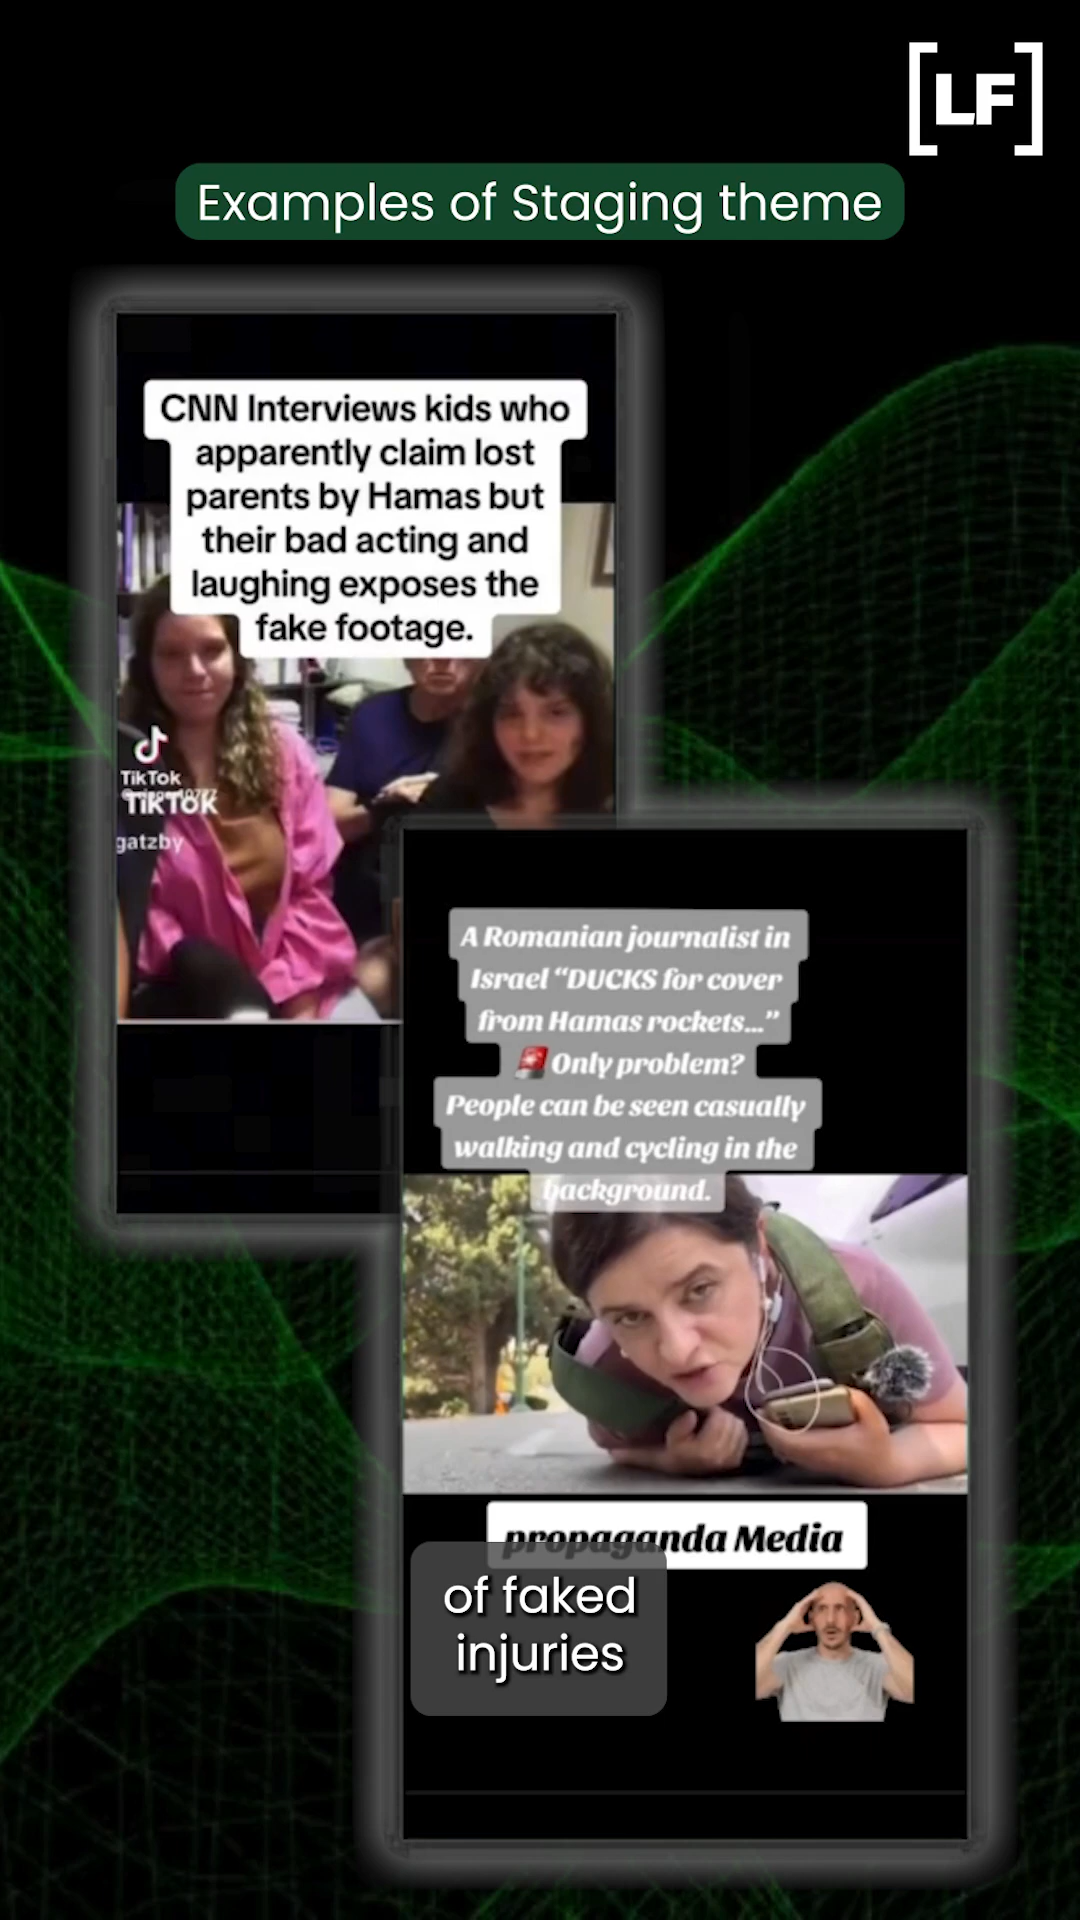 [LF]
Examples of Staging theme
CNN Interviews kids who
apparently claim lost
parents by Hamas but
their bad acting and
laughing exposes the
fake footage.
TikTok
TikTok
gatzby
A Romanian journalist in
Israel “DUCKS for cover
from Hamas rockets...”
🚨 Only problem?
People can be seen casually
walking and cycling in the
background.
propaganda Media
of faked
injuries